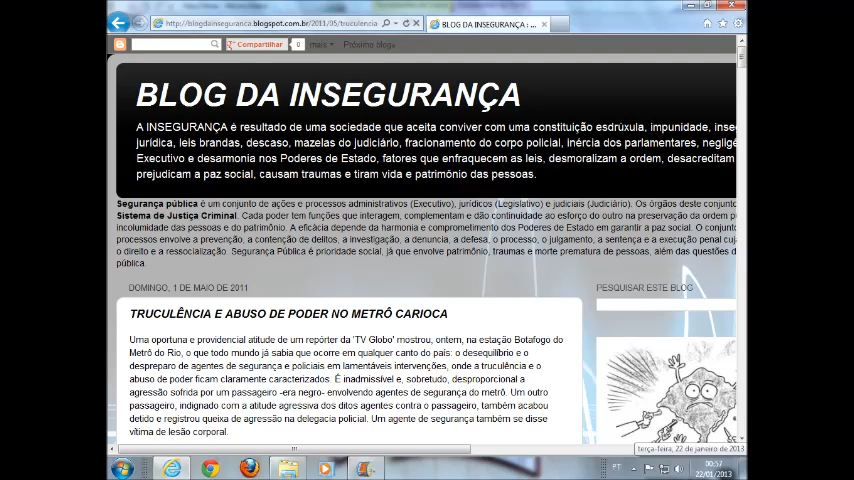 http://blogdainseguranca.blogspot.com.br/2011/05/truculencia
BLOG DA INSEGURANÇA : ...
Compartilhar
0
mais
Próximo blog»
BLOG DA INSEGURANÇA
A INSEGURANÇA é resultado de uma sociedade que aceita conviver com uma constituição esdrúxula, impunidade, inse
jurídica, leis brandas, descaso, mazelas do judiciário, fracionamento do corpo policial, inércia dos parlamentares, neglig
Executivo e desarmonia nos Poderes de Estado, fatores que enfraquecem as leis, desmoralizam a ordem, desacreditam
prejudicam a paz social, causam traumas e tiram vida e patrimônio das pessoas.
Segurança pública é um conjunto de ações e processos administrativos (Executivo), jurídicos (Legislativo) e judiciais (Judiciário). Os órgãos deste conjunto
Sistema de Justiça Criminal. Cada poder tem funções que interagem, complementam e dão continuidade ao esforço do outro na preservação da ordem pú
incolumidade das pessoas e do patrimônio. A eficácia depende da harmonia e comprometimento dos Poderes de Estado em garantir a paz social. O conjunto
processos envolve a prevenção, a contenção de delitos, a investigação, a denuncia, a defesa, o processo, o julgamento, a sentença e a execução penal cuj
o direito e a ressocialização. Segurança Pública é prioridade social, já que envolve patrimônio, traumas e morte prematura de pessoas, além das questões d
pública.
DOMINGO, 1 DE MAIO DE 2011
PESQUISAR ESTE BLOG
TRUCULÊNCIA E ABUSO DE PODER NO METRÔ CARIOCA
Uma oportuna e providencial atitude de um repórter da 'TV Globo' mostrou, ontem, na estação Botafogo do
Metrô do Rio, o que todo mundo já sabia que ocorre em qualquer canto do país: o desequilíbrio e o
despreparo de agentes de segurança e policiais em lamentáveis intervenções, onde a truculência e o
abuso de poder ficam claramente caracterizados. É inadmissível e, sobretudo, desproporcional a
agressão sofrida por um passageiro -era negro- envolvendo agentes de segurança do metrô. Um outro
passageiro, indignado com a atitude agressiva dos ditos agentes contra o passageiro, também acabou
detido e registrou queixa de agressão na delegacia policial. Um agente de segurança também se disse
vítima de lesão corporal.
terça-feira, 22 de janeiro de 2013
PT
00:57
22/01/2013